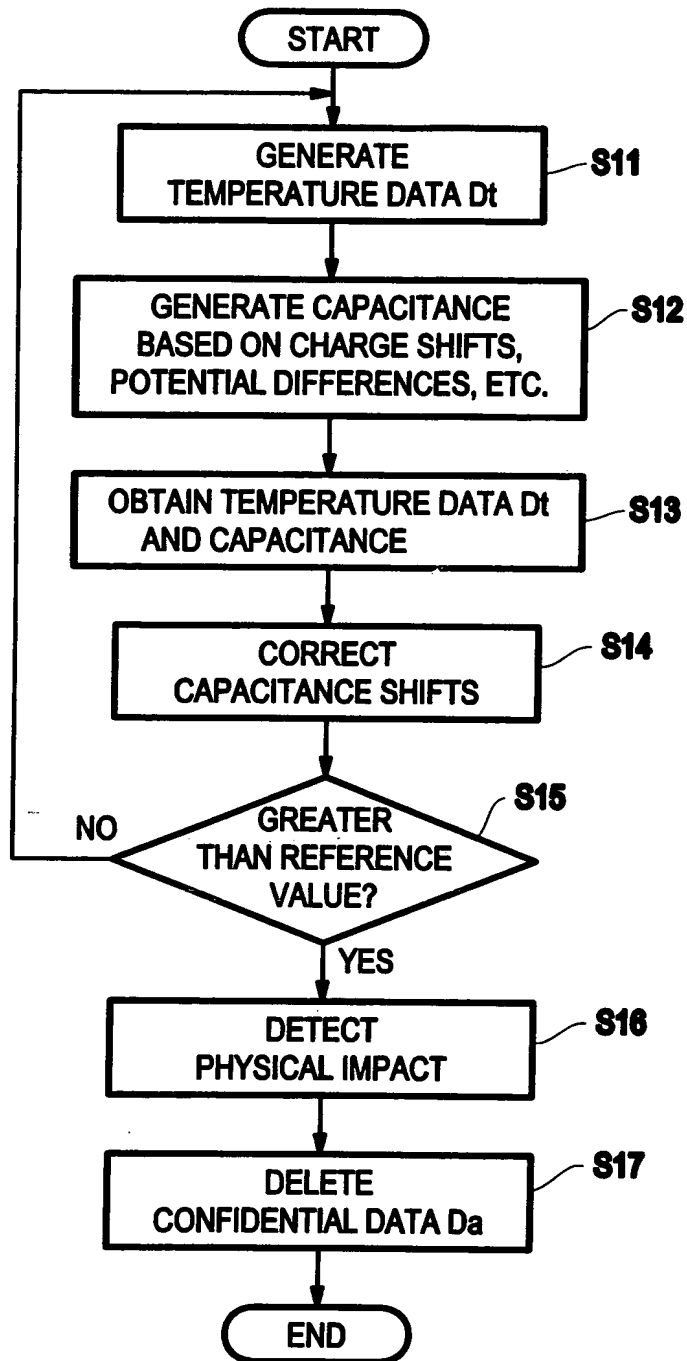 START
GENERATE
TEMPERATURE DATA Dt
S11
GENERATE CAPACITANCE
BASED ON CHARGE SHIFTS,
POTENTIAL DIFFERENCES, ETC.
S12
OBTAIN TEMPERATURE DATA Dt
AND CAPACITANCE
S13
CORRECT
CAPACITANCE SHIFTS
S14
GREATER
THAN REFERENCE
VALUE?
S15
NO
YES
DETECT
PHYSICAL IMPACT
S16
DELETE
CONFIDENTIAL DATA Da
S17
END